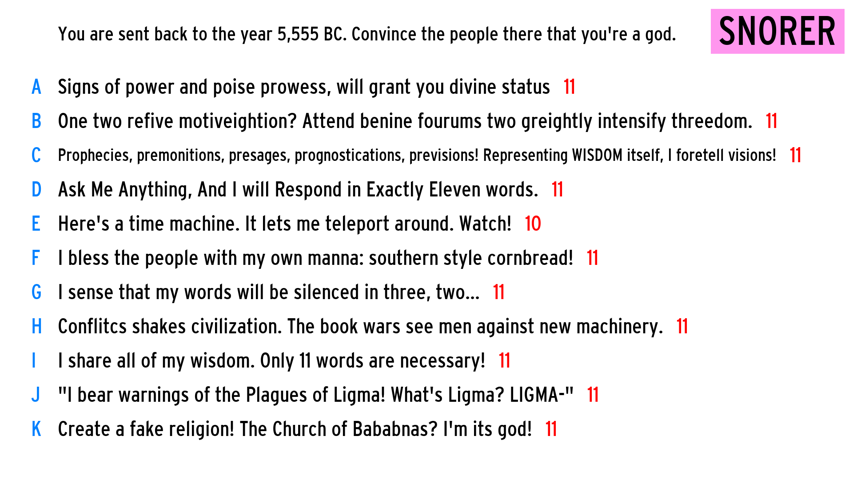 You are sent back to the year 5,555 BC. Convince the people there that you're a god.
SNORER
A Signs of power and poise prowess, will grant you divine status 11
B One two refive motiveightion? Attend benine fourums two greightly intensify threedom. 11
C Prophecies, premonitions, presages, prognostications, previsions! Representing WISDOM itself, I foretell visions! 11
D Ask Me Anything, And I will Respond in Exactly Eleven words. 11
E Here's a time machine. It lets me teleport around. Watch! 10
F I bless the people with my own manna: southern style cornbread! 11
G I sense that my words will be silenced in three, two... 11
H Conflitcs shakes civilization. The book wars see men against new machinery. 11
I I share all of my wisdom. Only 11 words are necessary! 11
J "I bear warnings of the Plagues of Ligma! What's Ligma? LIGMA-" 11
K Create a fake religion! The Church of Bababnas? I'm its god! 11